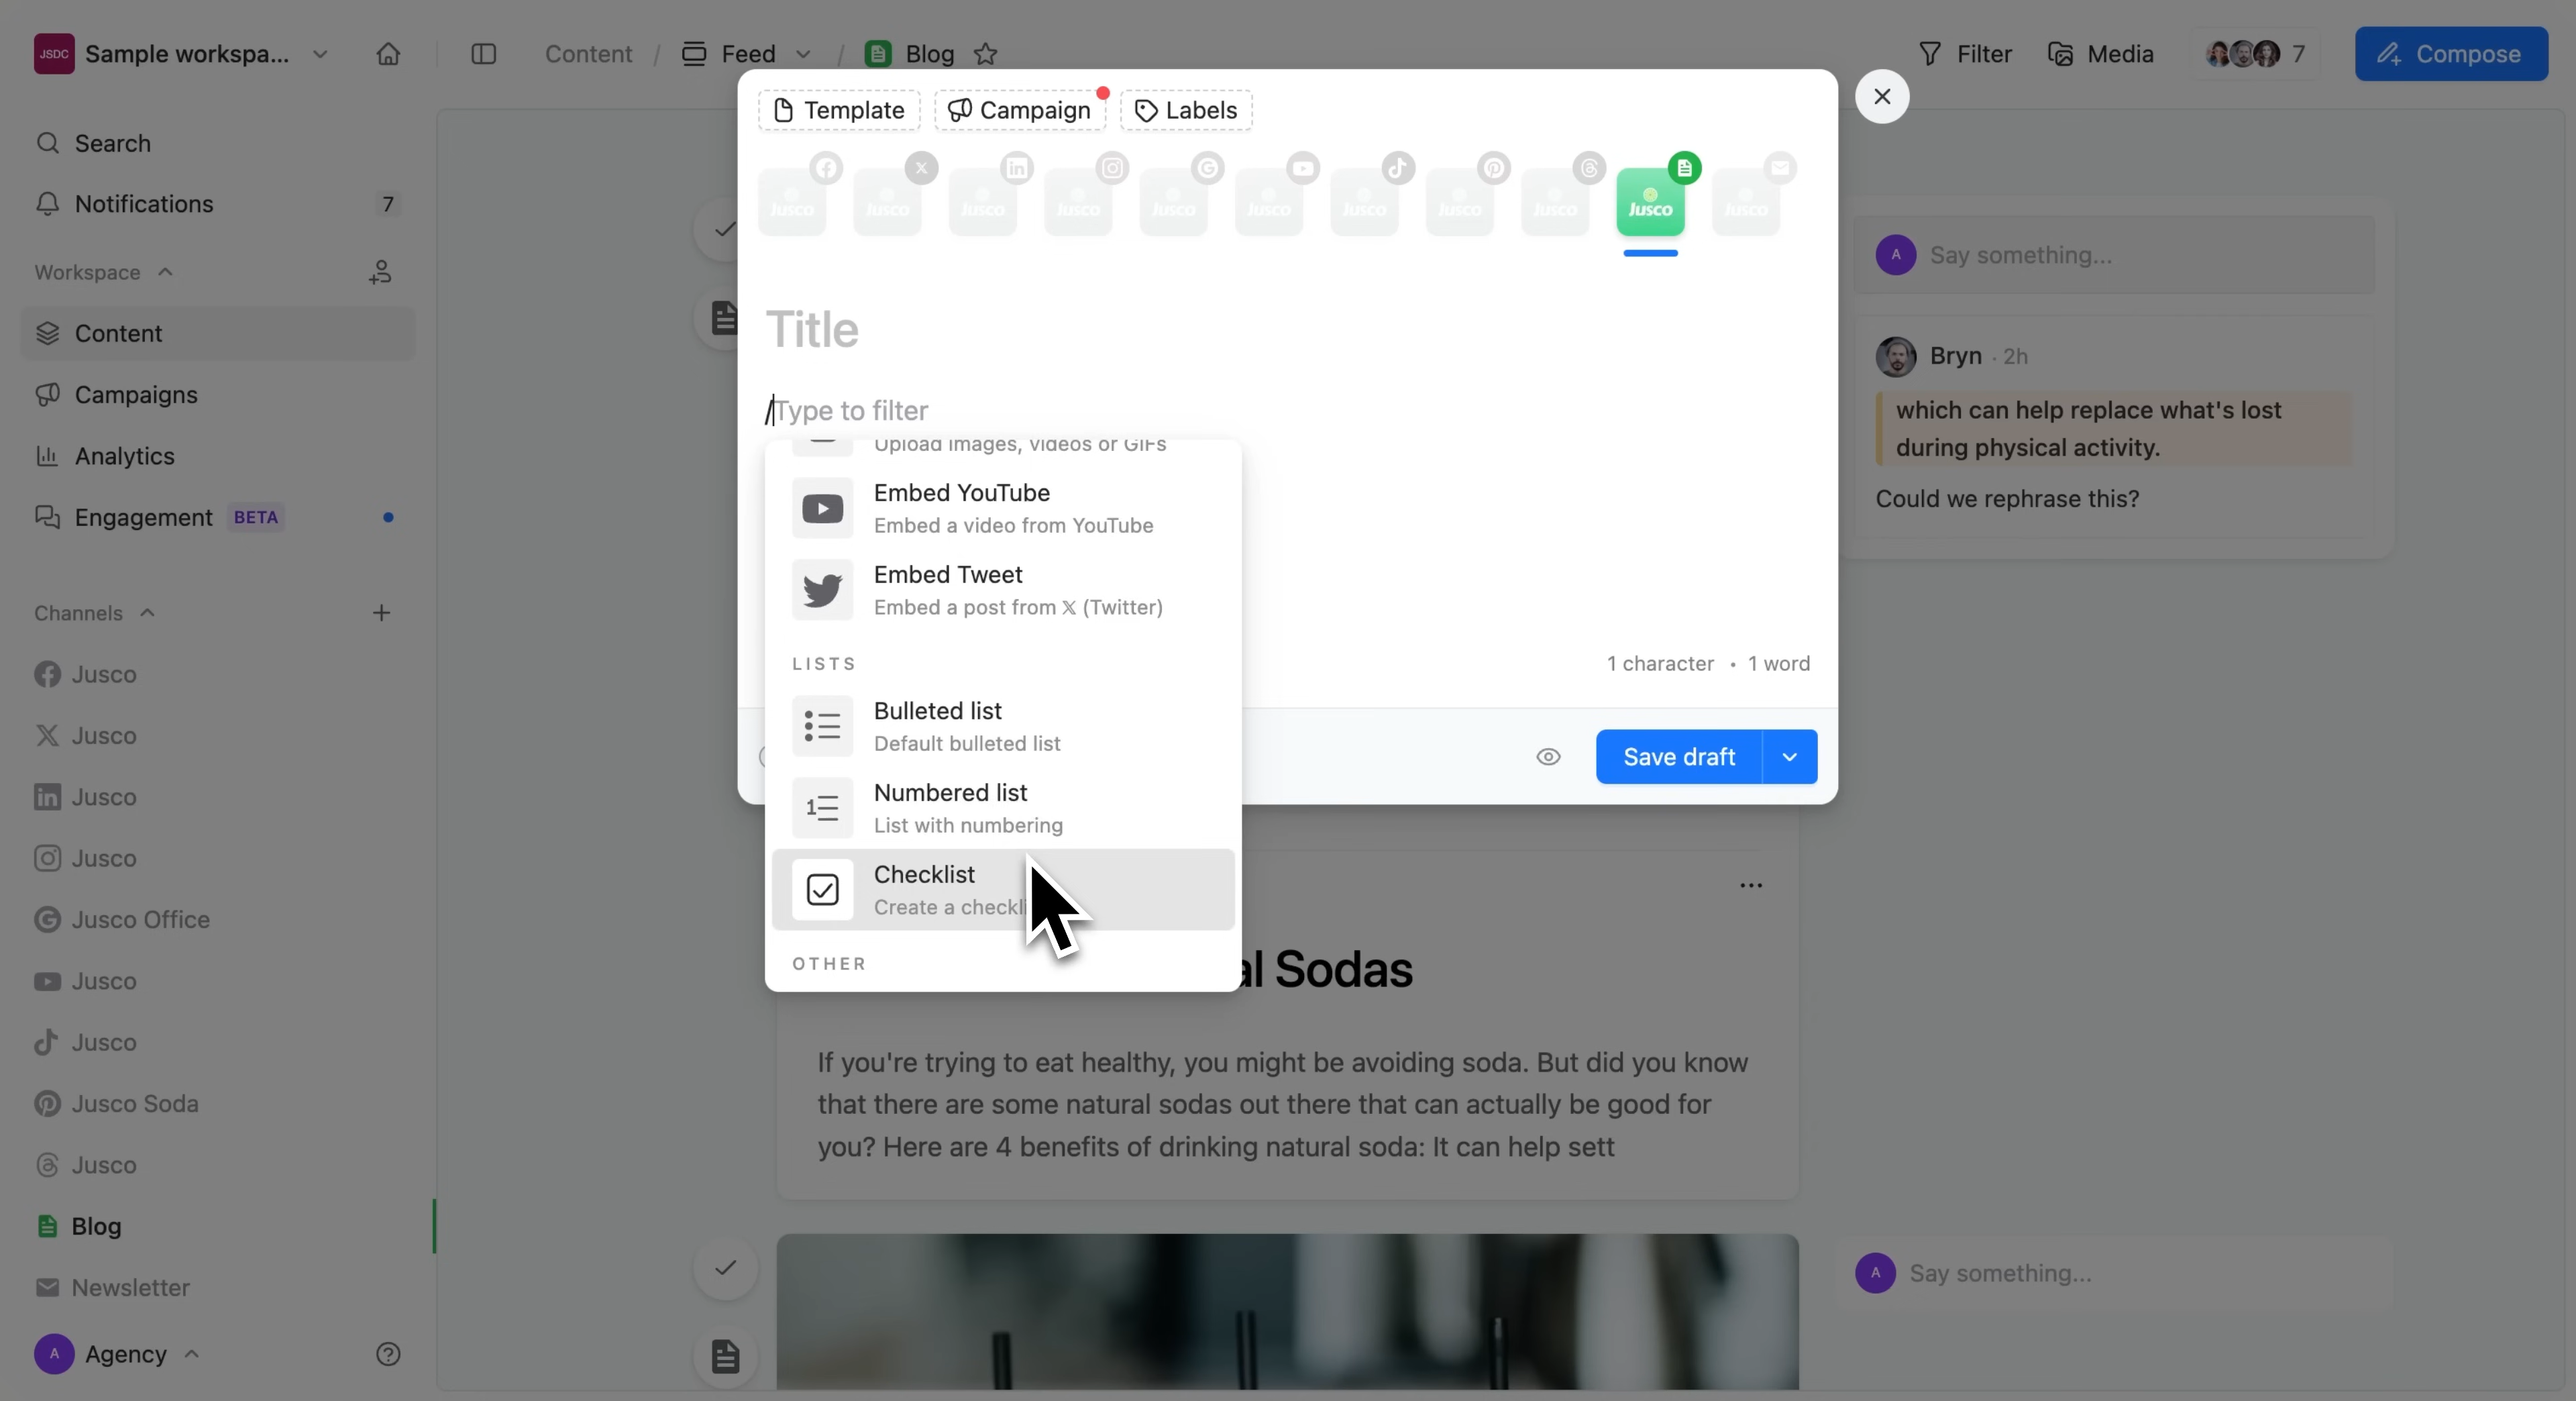 JSDC Sample workspa...
Content / Feed / Blog
Filter
Media
7
Compose
Search
Notifications 7
Workspace
Content
Campaigns
Analytics
Engagement BETA
Channels
Jusco
Jusco
Jusco
Jusco
Jusco Office
Jusco
Jusco
Jusco Soda
Jusco
Blog
Newsletter
A Agency
Template
Campaign
Labels
Jusco Jusco Jusco Jusco Jusco Jusco Jusco Jusco Jusco Jusco Jusco
Title
/Type to filter
Upload images, videos or GIFs
Embed YouTube
Embed a video from YouTube
Embed Tweet
Embed a post from 𝕏 (Twitter)
LISTS
Bulleted list
Default bulleted list
Numbered list
List with numbering
Checklist
Create a checkli
OTHER
1 character • 1 word
Save draft
al Sodas
If you're trying to eat healthy, you might be avoiding soda. But did you know
that there are some natural sodas out there that can actually be good for
you? Here are 4 benefits of drinking natural soda: It can help sett
A Say something...
Bryn · 2h
which can help replace what's lost
during physical activity.
Could we rephrase this?
A Say something...